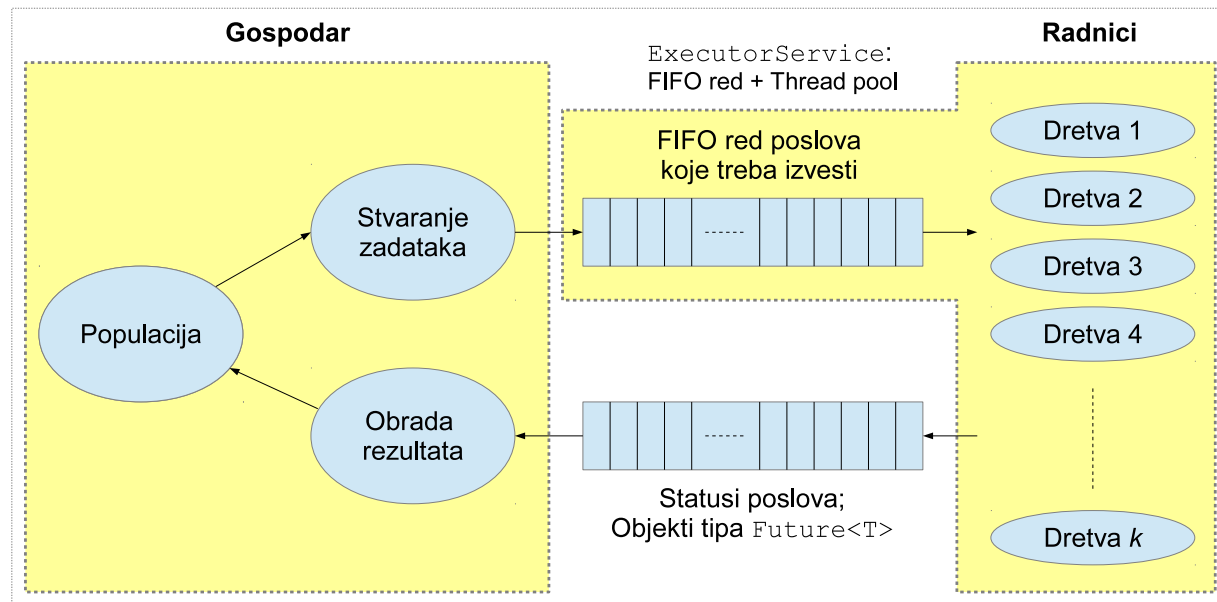 Gospodar
ExecutorService:
FIFO red + Thread pool
Radnici
FIFO red poslova
koje treba izvesti
Stvaranje
zadataka
Populacija
Obrada
rezultata
Statusi poslova;
Objekti tipa Future<T>
Dretva 1
Dretva 2
Dretva 3
Dretva 4
Dretva k